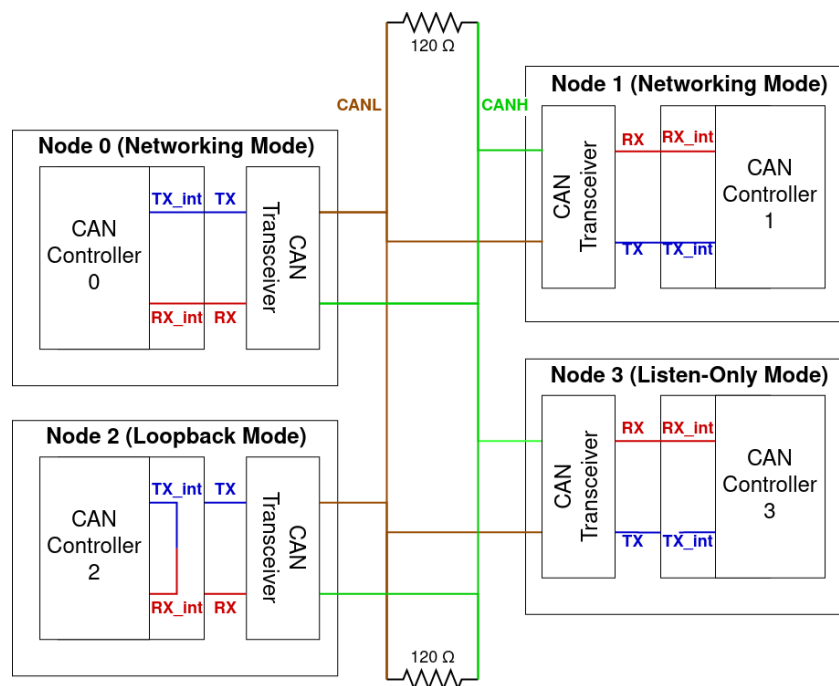 120 Ω
CANL
CANH
Node 0 (Networking Mode)
CAN
Controller
0
TX_int
TX
RX_int
RX
CAN
Transceiver
Node 1 (Networking Mode)
CAN
Transceiver
RX
RX_int
TX
TX_int
CAN
Controller
1
Node 2 (Loopback Mode)
CAN
Controller
2
TX_int
TX
RX_int
RX
CAN
Transceiver
Node 3 (Listen-Only Mode)
CAN
Transceiver
RX
RX_int
TX
TX_int
CAN
Controller
3
120 Ω